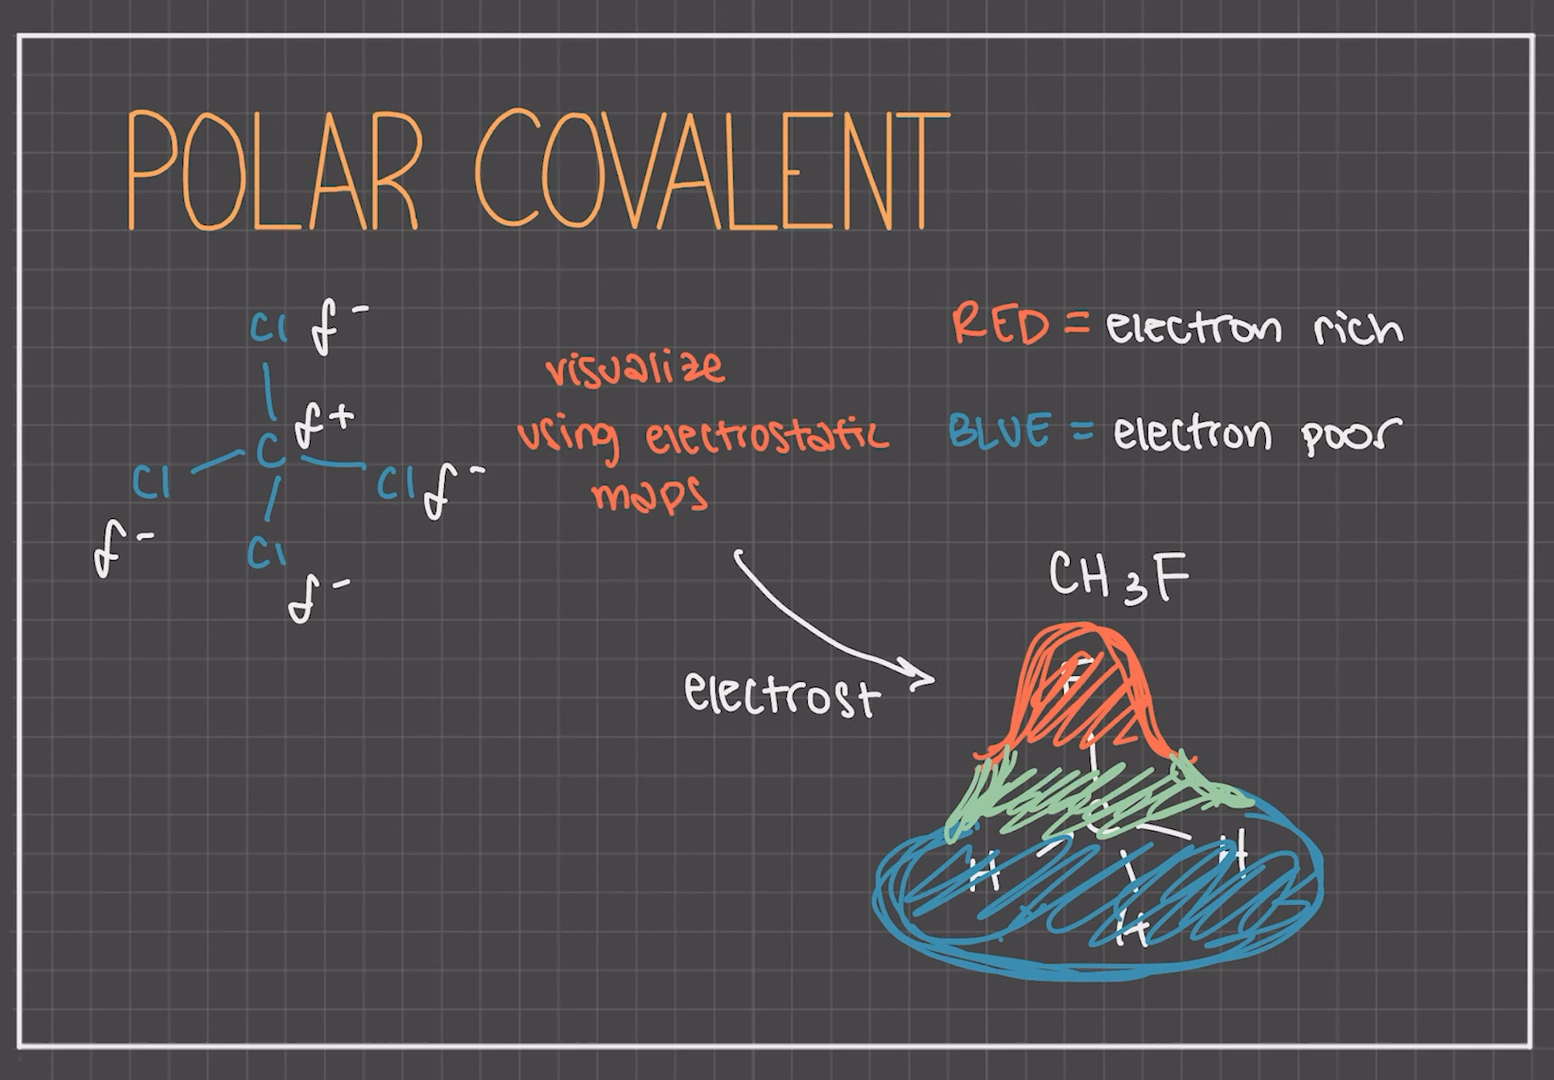 POLAR COVALENT
Cl δ-
δ+
C
Cl
Cl δ-
δ-
Cl
δ-
visualize
using electrostatic
maps
RED = electron rich
BLUE = electron poor
CH3F
electrost
F
C
H
H
H